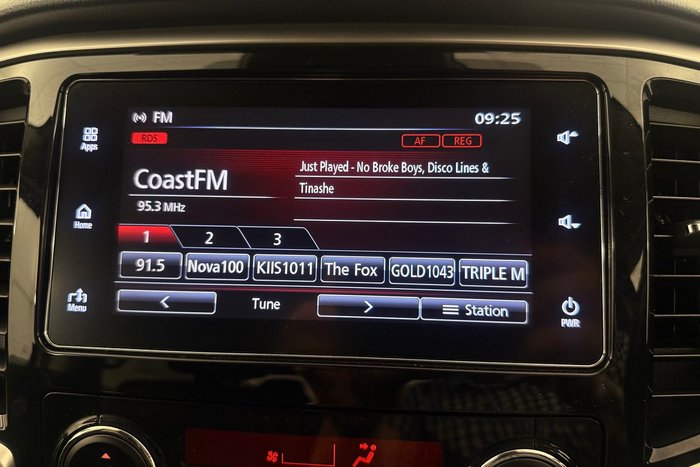 FM
09:25
RDS
AF
REG
Apps
CoastFM
95.3 MHz
Just Played - No Broke Boys, Disco Lines &
Tinashe
Home
1
2
3
91.5
Nova100
KIIS1011
The Fox
GOLD1043
TRIPLE M
Menu
<
Tune
>
Station
PWR